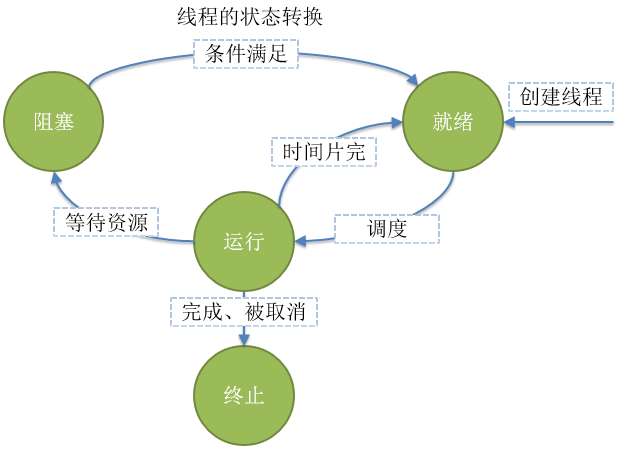 线程的状态转换
条件满足
阻塞
就绪
创建线程
时间片完
等待资源
调度
运行
完成、被取消
终止